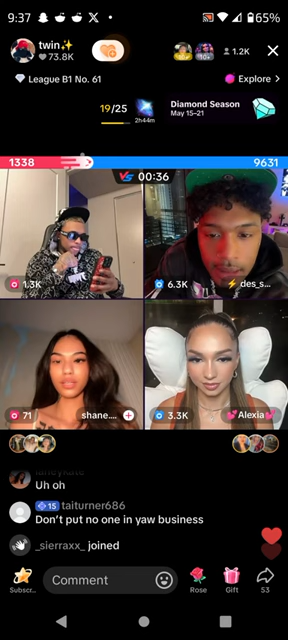 9:37
65%
twin✨
73.8K
1.2K
League B1 No. 61
Explore >
19/25
2h44m
Diamond Season
May 15–21
1338
9631
VS 00:36
1.3K
6.3K
⚡ des_s...
71
shane....
3.3K
💕Alexia💕
Uh oh
15 taiturner686
Don't put no one in yaw business
_sierraxx_ joined
Subscr...
Comment
Rose
Gift
53